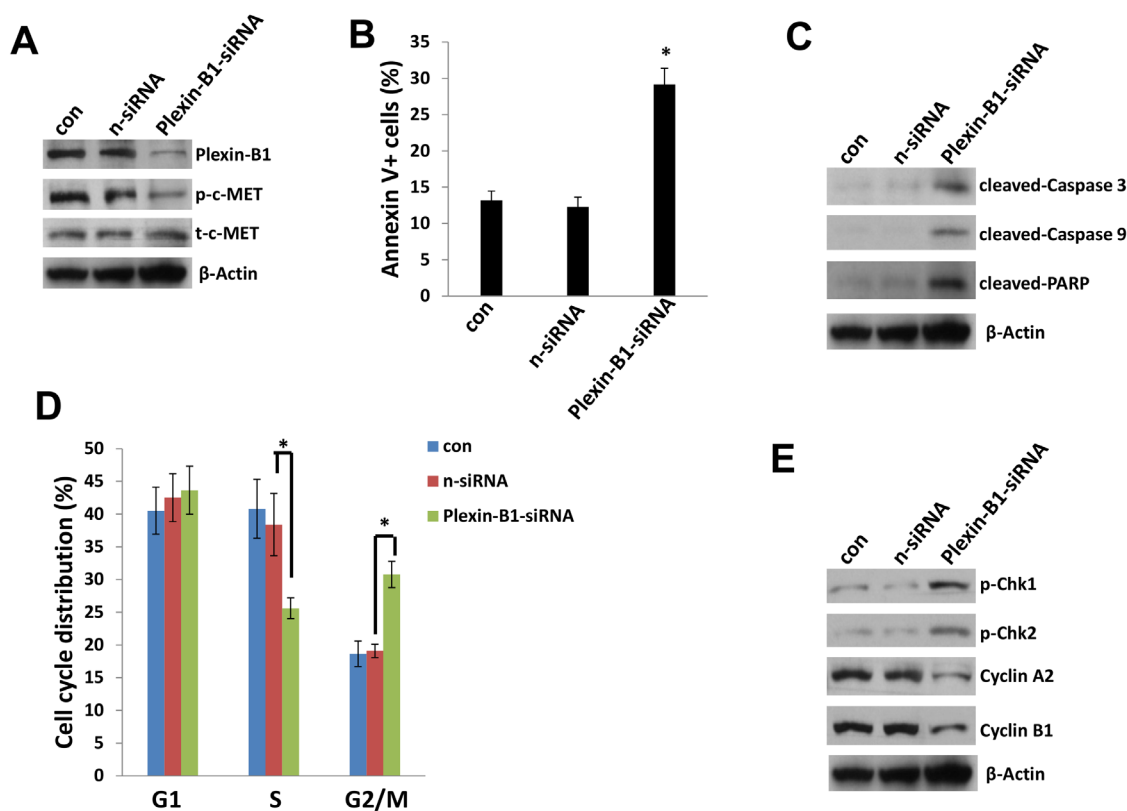 A
con
n-siRNA
Plexin-B1-siRNA
Plexin-B1
p-c-MET
t-c-MET
β-Actin
B
Annexin V+ cells (%)
35
30
25
20
15
10
5
0
*
con
n-siRNA
Plexin-B1-siRNA
C
con
n-siRNA
Plexin-B1-siRNA
cleaved-Caspase 3
cleaved-Caspase 9
cleaved-PARP
β-Actin
D
Cell cycle distribution (%)
50
45
40
35
30
25
20
15
10
5
0
*
*
G1
S
G2/M
con
n-siRNA
Plexin-B1-siRNA
E
con
n-siRNA
Plexin-B1-siRNA
p-Chk1
p-Chk2
Cyclin A2
Cyclin B1
β-Actin